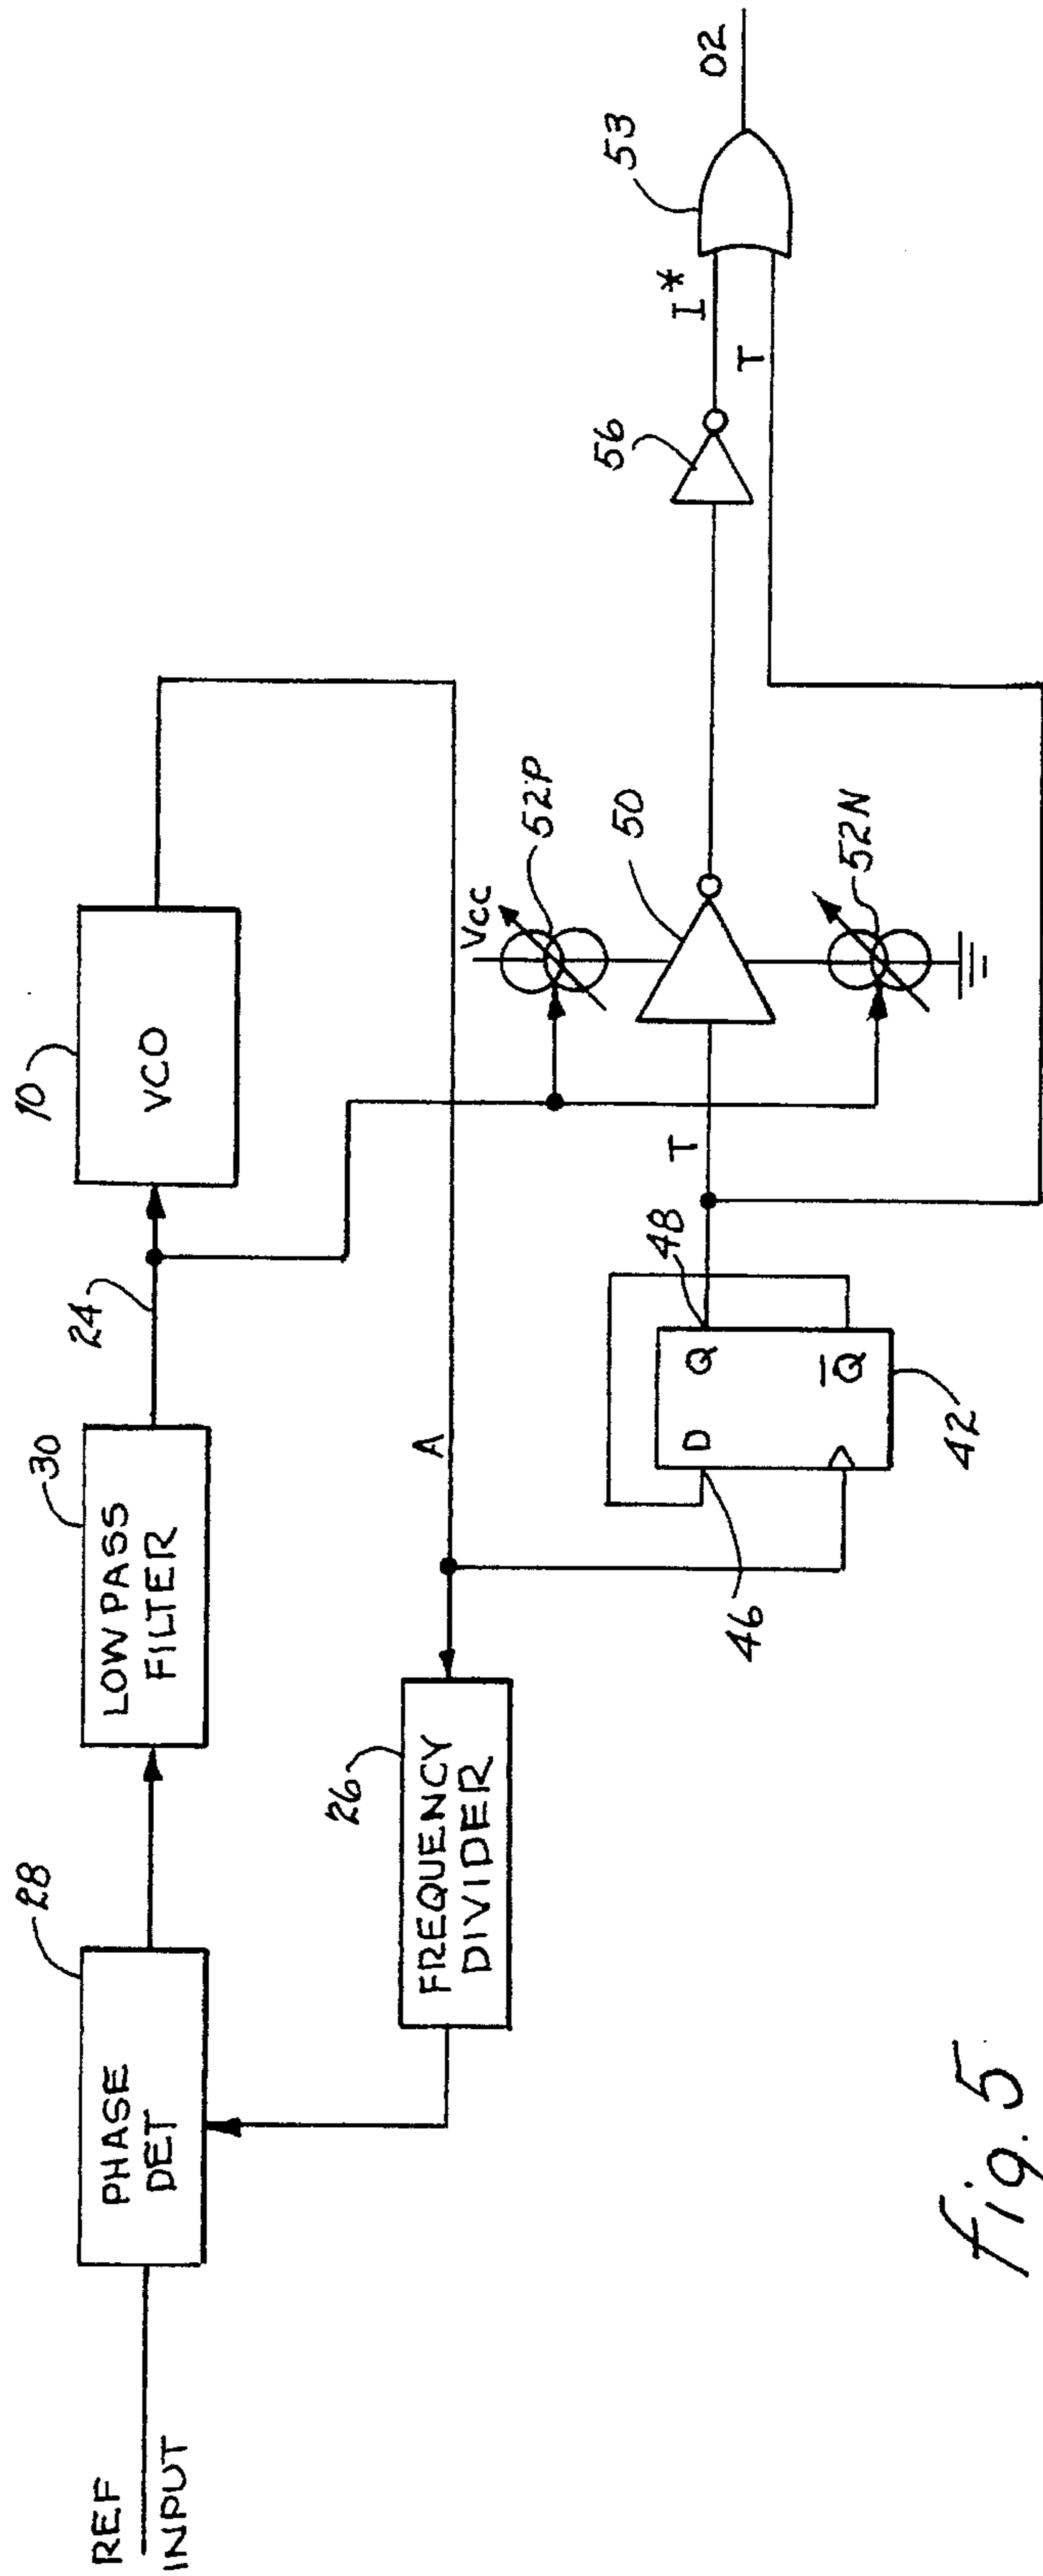 REF
INPUT
28
PHASE
DET
30
LOW PASS
FILTER
24
10
VCO
26
FREQUENCY
DIVIDER
A
Vcc
52P
46
D
Q
48
Q̅
42
T
50
52N
56
I*
T
53
02
fig. 5